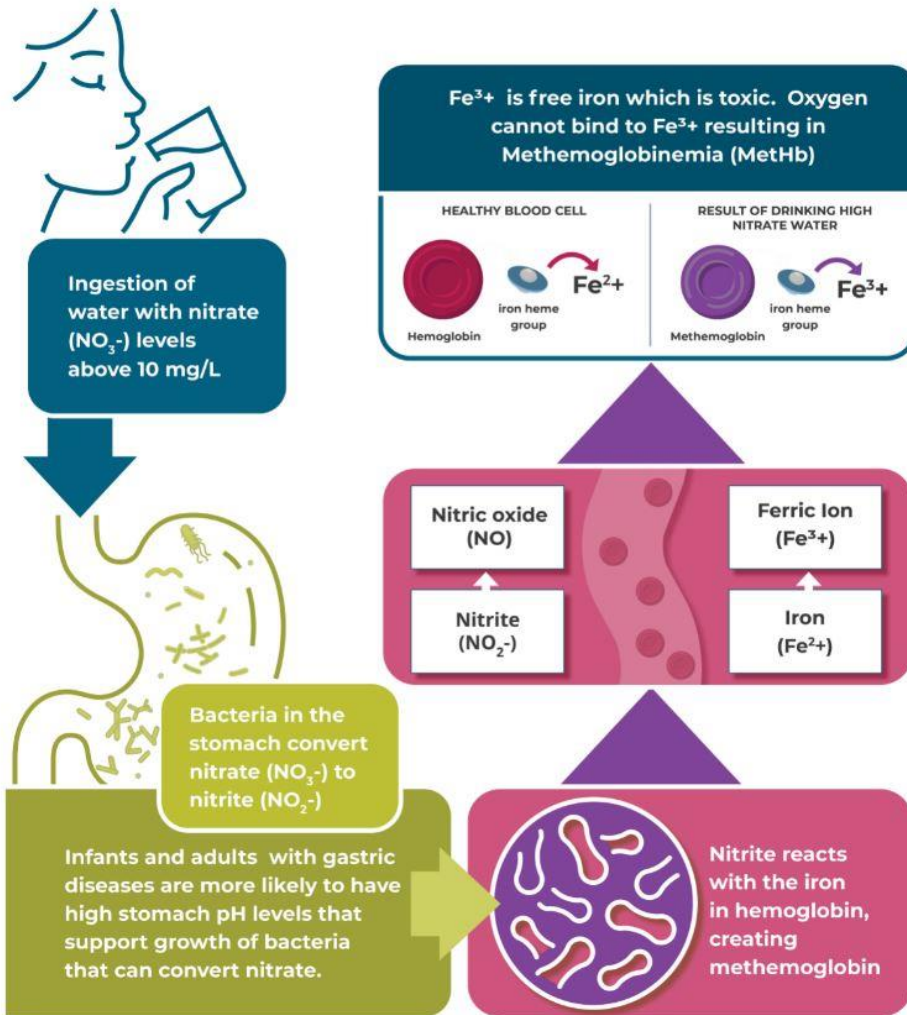 Ingestion of
water with nitrate
(NO₃-) levels
above 10 mg/L
Bacteria in the
stomach convert
nitrate (NO₃-) to
nitrite (NO₂-)
Infants and adults with gastric
diseases are more likely to have
high stomach pH levels that
support growth of bacteria
that can convert nitrate.
Nitrite reacts
with the iron
in hemoglobin,
creating
methemoglobin
Nitric oxide
(NO)
Nitrite
(NO₂-)
Ferric Ion
(Fe³+)
Iron
(Fe²+)
Fe³+ is free iron which is toxic. Oxygen
cannot bind to Fe³+ resulting in
Methemoglobinemia (MetHb)
HEALTHY BLOOD CELL
Hemoglobin
iron heme
group
Fe²+
RESULT OF DRINKING HIGH
NITRATE WATER
Methemoglobin
iron heme
group
Fe³+